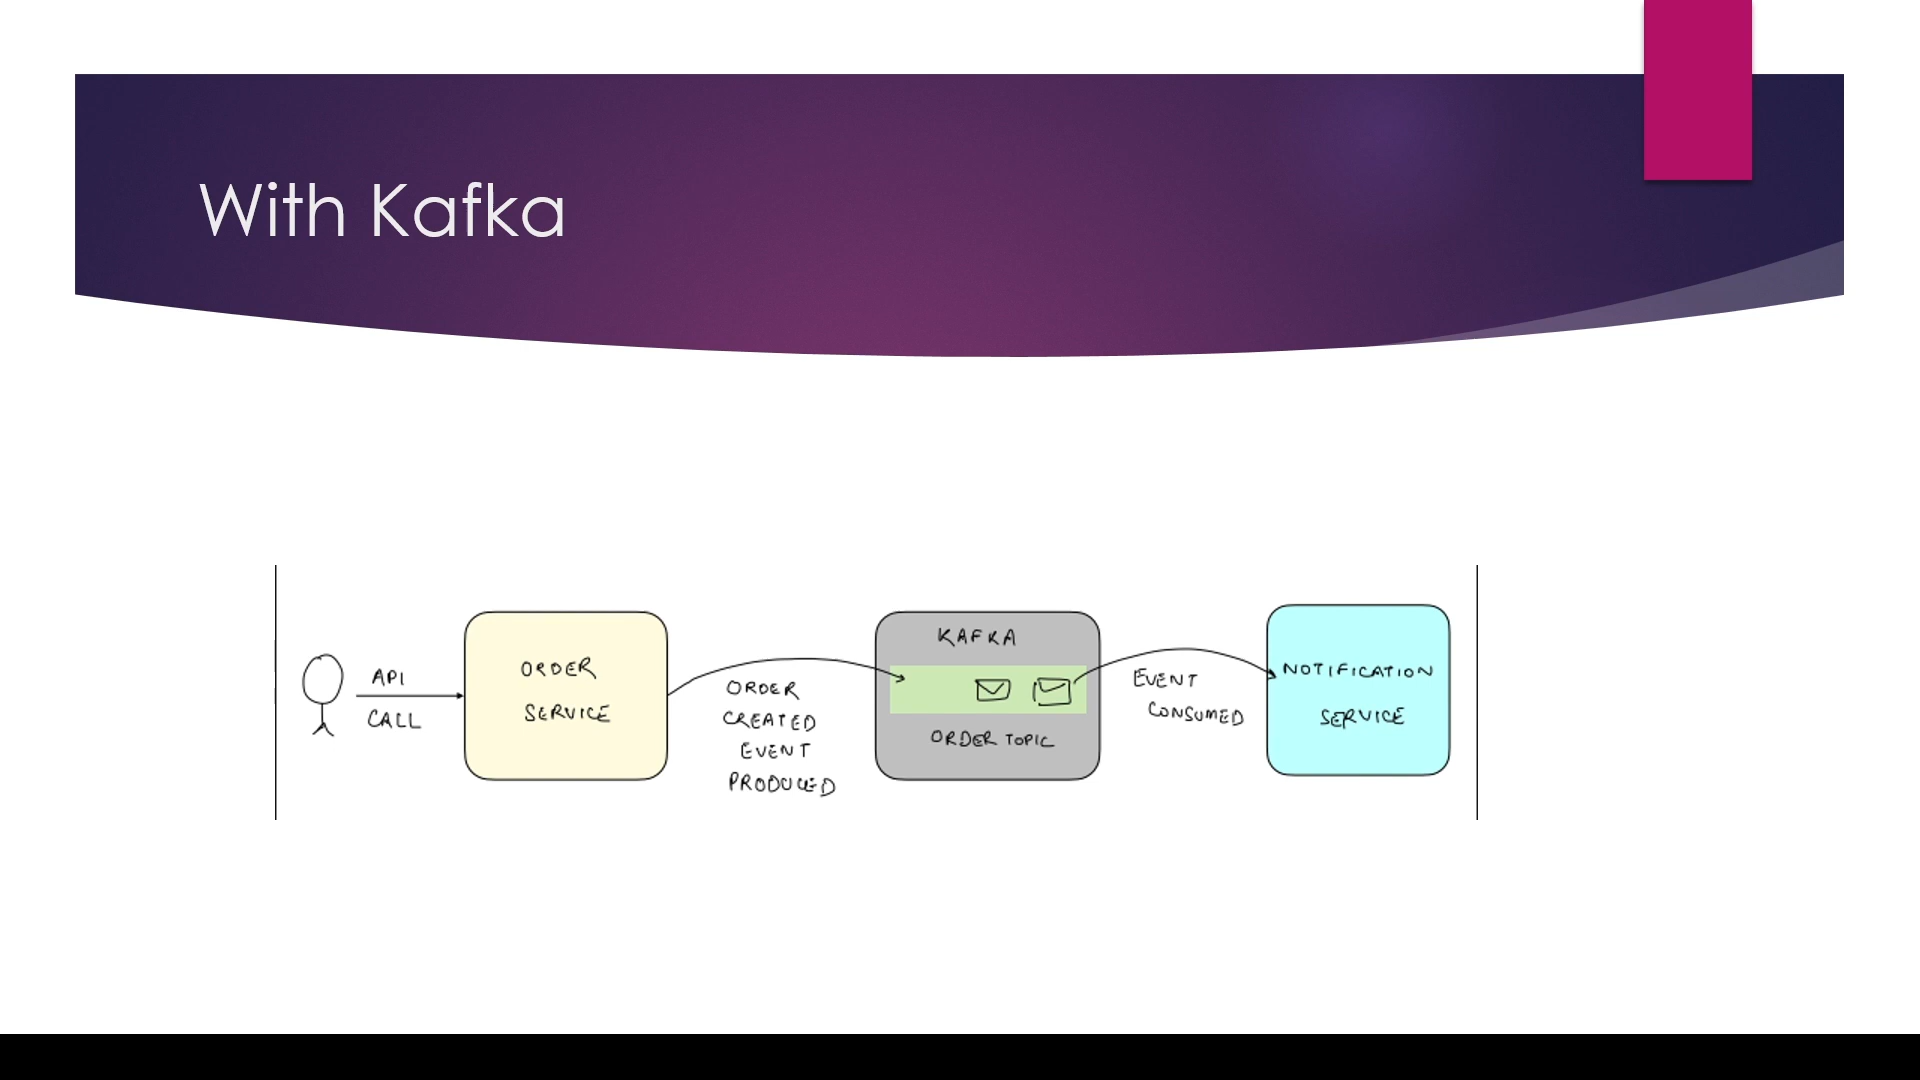 With Kafka
API
CALL
ORDER
SERVICE
ORDER
CREATED
EVENT
PRODUCED
KAFKA
ORDER TOPIC
EVENT
CONSUMED
NOTIFICATION
SERVICE